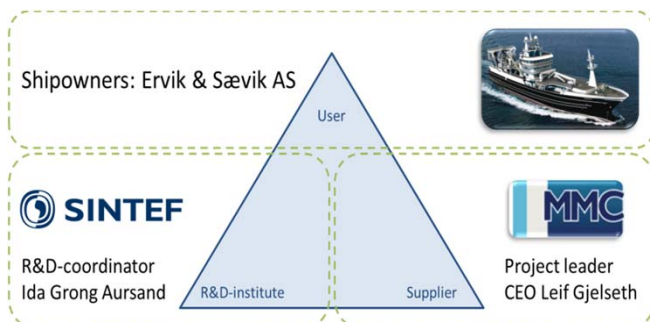 Shipowners: Ervik & Sævik AS
User
SINTEF
MMC
R&D-coordinator
Ida Grong Aursand
R&D-institute
Supplier
Project leader
CEO Leif Gjelseth